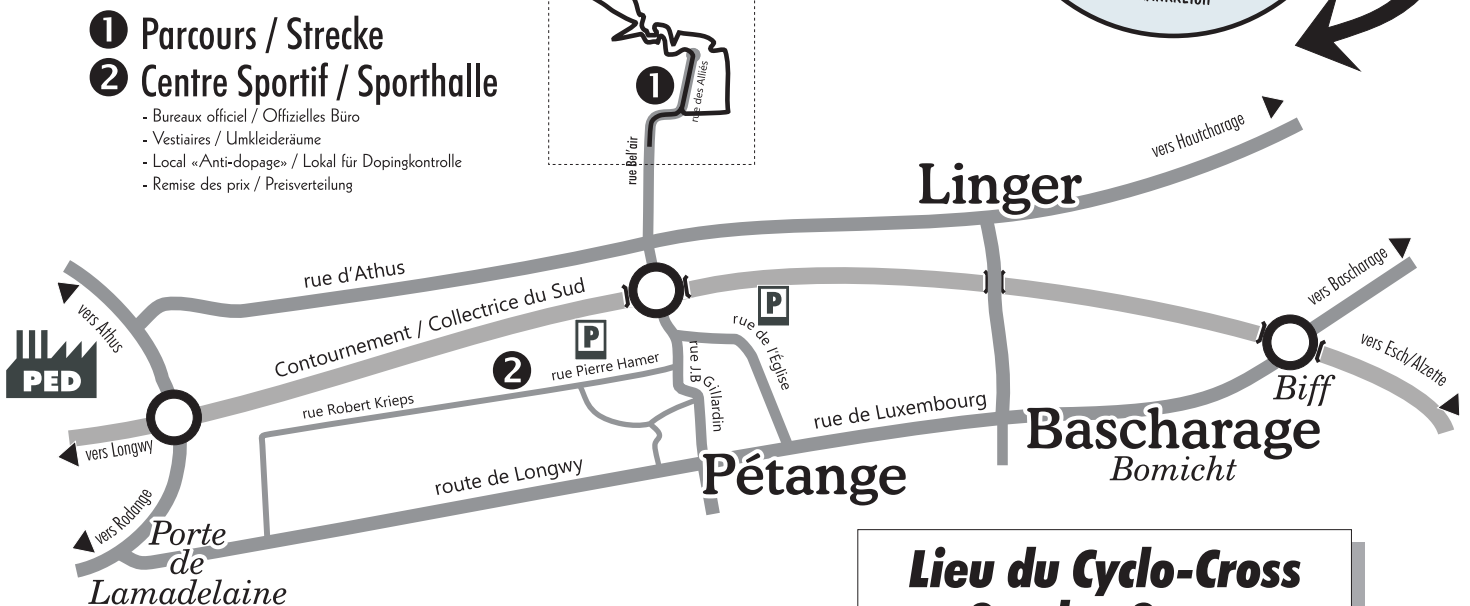 ❶ Parcours / Strecke
❷ Centre Sportif / Sporthalle
- Bureaux officiel / Offizielles Büro
- Vestiaires / Umkleideräume
- Local «Anti-dopage» / Lokal für Dopingkontrolle
- Remise des prix / Preisverteilung
❶
rue des Alliés
rue Bel'air
vers Hautcharage
Linger
rue d'Athus
Contournement / Collectrice du Sud
vers Athus
PED
P
P
❷
rue Pierre Hamer
rue Robert Krieps
rue J.B Gillardin
rue de l'Église
vers Bascharage
vers Esch/Alzette
Biff
rue de Luxembourg
Bascharage
Bomicht
vers Longwy
route de Longwy
Pétange
vers Rodange
Porte
de
Lamadelaine
Lieu du Cyclo-Cross